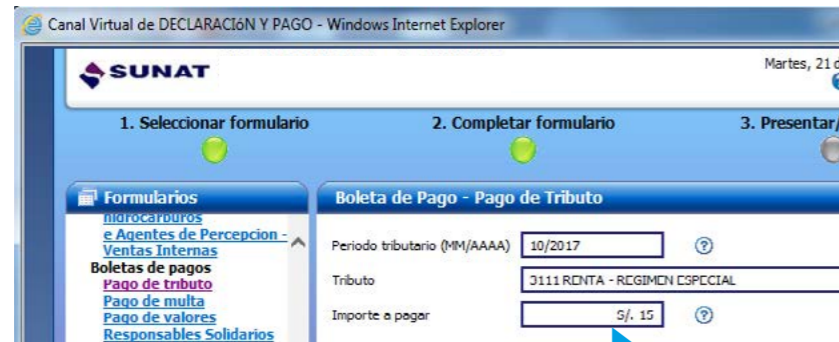 Canal Virtual de DECLARACIóN Y PAGO - Windows Internet Explorer
SUNAT
Martes, 21 d
1. Seleccionar formulario
2. Completar formulario
3. Presentar/
Formularios
hidrocarburos
e Agentes de Percepcion -
Ventas Internas
Boletas de pagos
Pago de tributo
Pago de multa
Pago de valores
Responsables Solidarios
Boleta de Pago - Pago de Tributo
Periodo tributario (MM/AAAA) 10/2017
Tributo 3111 RENTA - REGIMEN ESPECIAL
Importe a pagar S/. 15